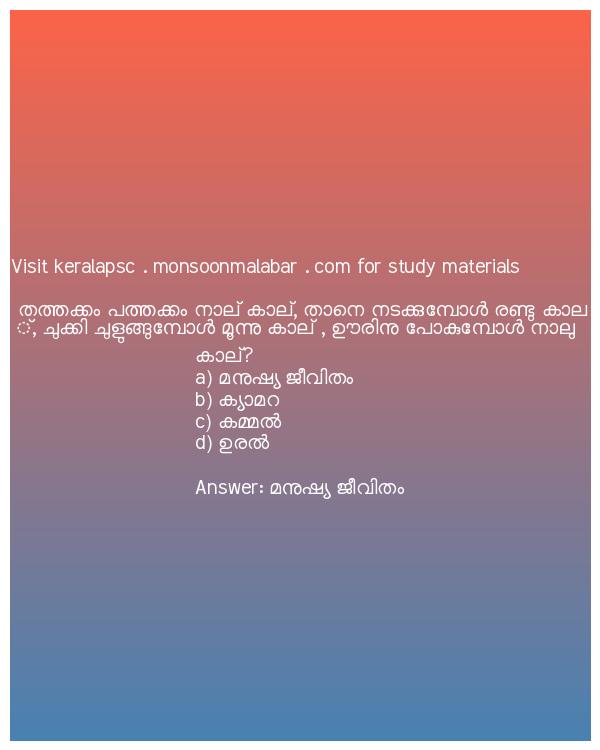 Visit keralapsc . monsoonmalabar . com for study materials
തത്തക്കം പത്തക്കം നാല് കാല്, താനെ നടക്കുമ്പോൾ രണ്ടു കാല
്, ചുക്കി ചുളുങ്ങുമ്പോൾ മൂന്നു കാല് , ഊരിനു പോകുമ്പോൾ നാലു
കാല്?
a) മനുഷ്യ ജീവിതം
b) ക്യാമറ
c) കമ്മൽ
d) ഉരൽ
Answer: മനുഷ്യ ജീവിതം